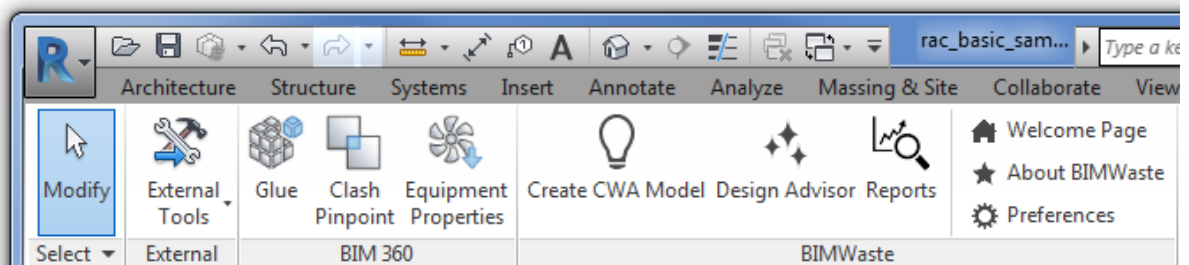 R
rac_basic_sam...
Type a ke
Architecture Structure Systems Insert Annotate Analyze Massing & Site Collaborate View
Modify
External Tools
Glue
Clash Pinpoint
Equipment Properties
Create CWA Model
Design Advisor
Reports
Welcome Page
About BIMWaste
Preferences
Select External BIM 360 BIMWaste